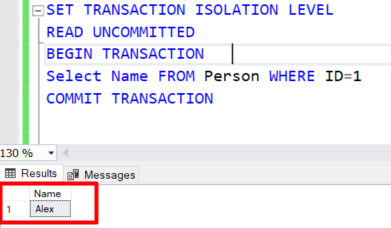 SET TRANSACTION ISOLATION LEVEL
READ UNCOMMITTED
BEGIN TRANSACTION
Select Name FROM Person WHERE ID=1
COMMIT TRANSACTION
130 %
Results Messages
Name
1 Alex